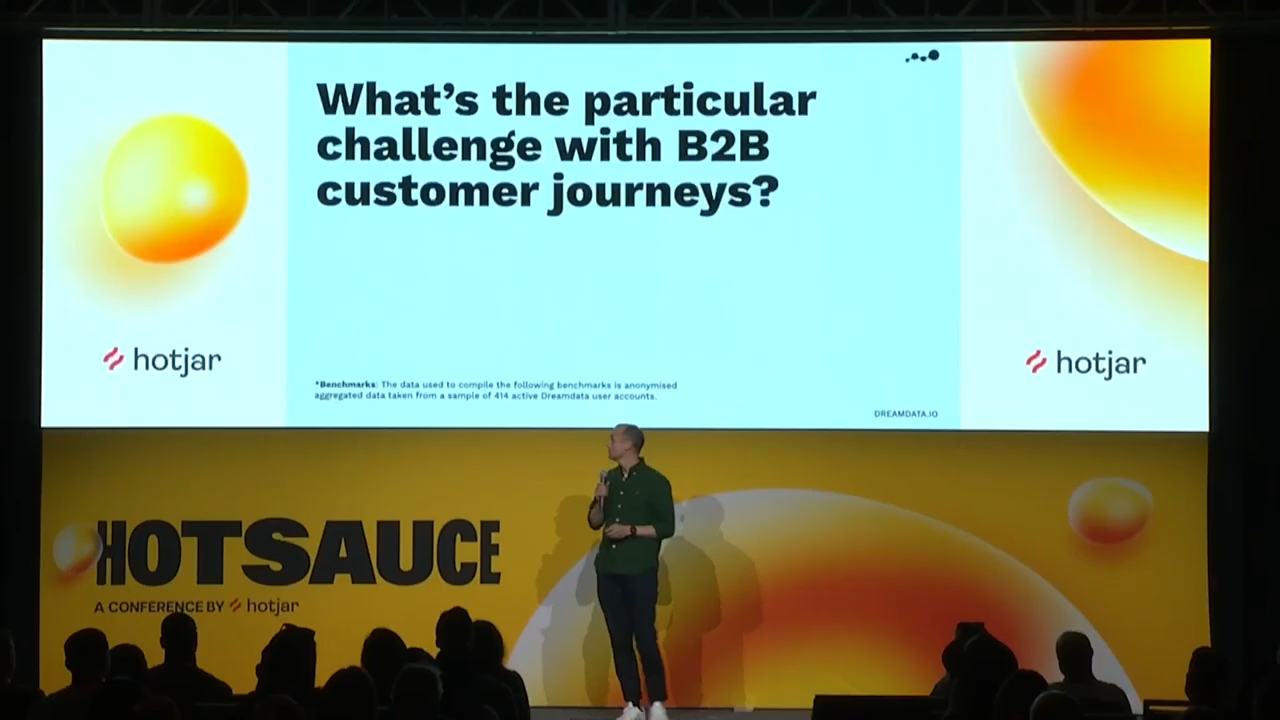 What's the particular
challenge with B2B
customer journeys?
hotjar
hotjar
*Benchmarks: The data used to compile the following benchmarks is anonymised
aggregated data taken from a sample of 414 active Dreamdata user accounts.
DREAMDATA.IO
HOTSAUCE
A CONFERENCE BY hotjar